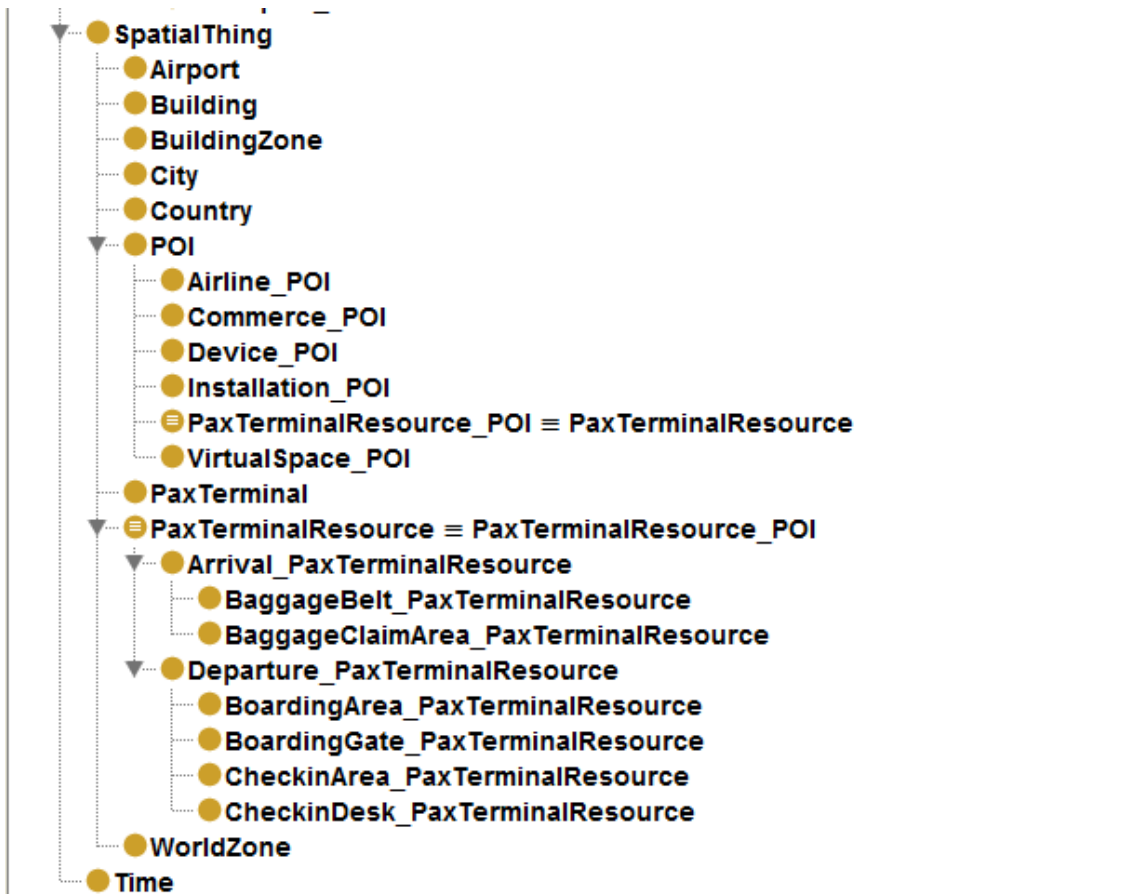 SpatialThing
Airport
Building
BuildingZone
City
Country
POI
Airline_POI
Commerce_POI
Device_POI
Installation_POI
PaxTerminalResource_POI ≡ PaxTerminalResource
VirtualSpace_POI
PaxTerminal
PaxTerminalResource ≡ PaxTerminalResource_POI
Arrival_PaxTerminalResource
BaggageBelt_PaxTerminalResource
BaggageClaimArea_PaxTerminalResource
Departure_PaxTerminalResource
BoardingArea_PaxTerminalResource
BoardingGate_PaxTerminalResource
CheckinArea_PaxTerminalResource
CheckinDesk_PaxTerminalResource
WorldZone
Time